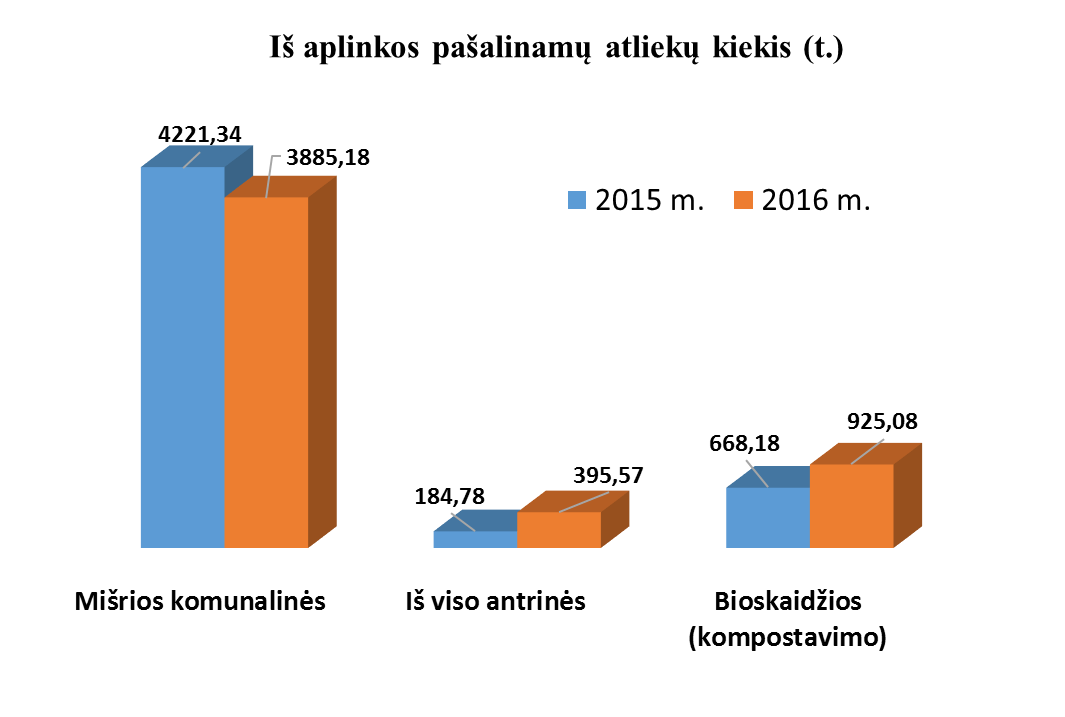 Iš aplinkos pašalinamų atliekų kiekis (t.)
4221,34
3885,18
2015 m.
2016 m.
925,08
668,18
395,57
184,78
Mišrios komunalinės
Iš viso antrinės
Bioskaidžios
(kompostavimo)